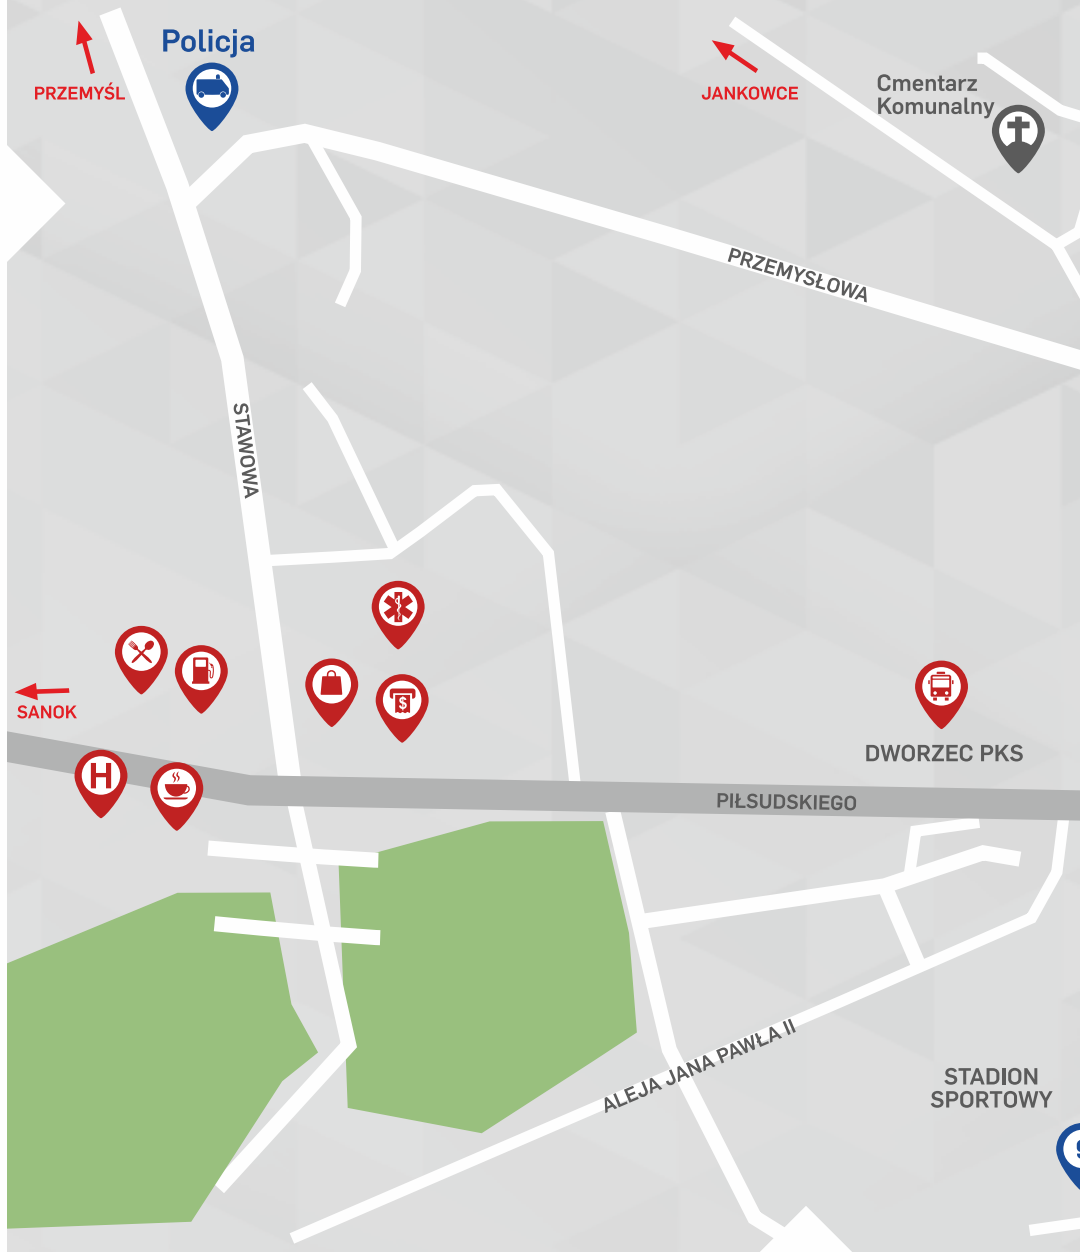 Policja
PRZEMYŚL
JANKOWCE
Cmentarz
Komunalny
PRZEMYSŁOWA
STAWOWA
SANOK
H
$
DWORZEC PKS
PIŁSUDSKIEGO
ALEJA JANA PAWŁA II
STADION
SPORTOWY